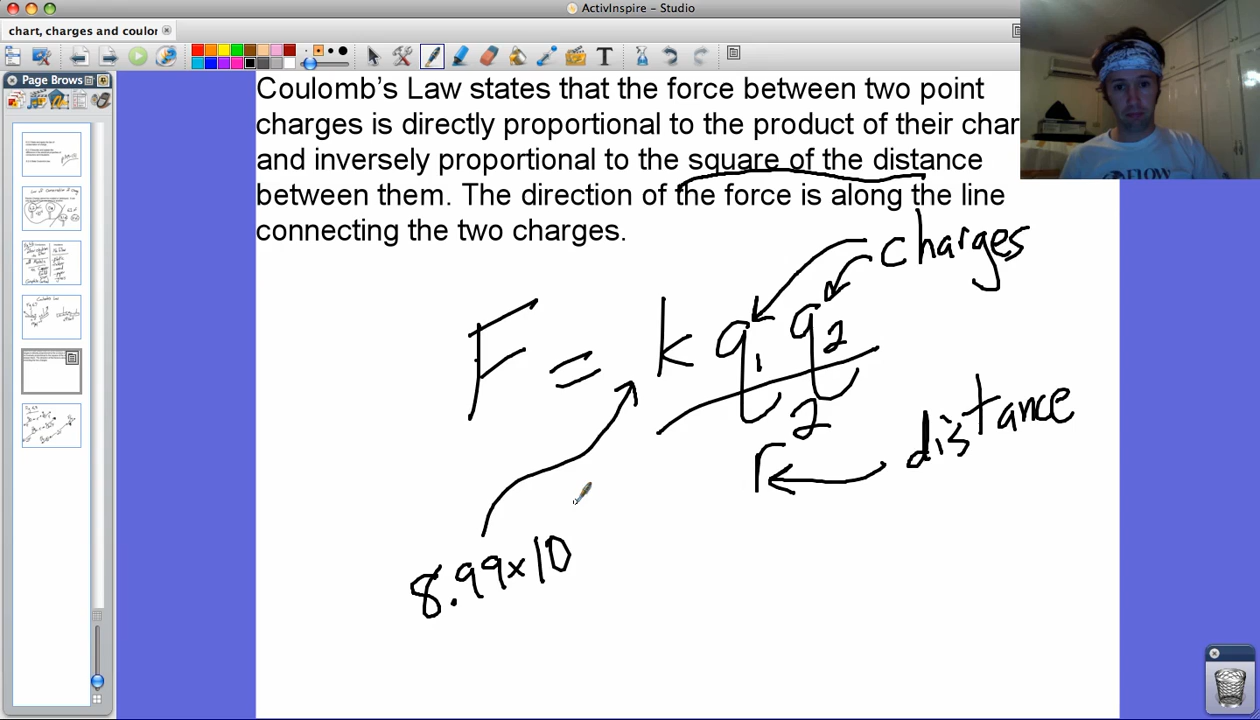 ActivInspire - Studio
chart, charges and coulor
Page Brows
Coulomb's Law states that the force between two point
charges is directly proportional to the product of their char
and inversely proportional to the square of the distance
between them. The direction of the force is along the line
connecting the two charges.
charges
F = k q1 q2
r2
distance
8.99x10
FLOW